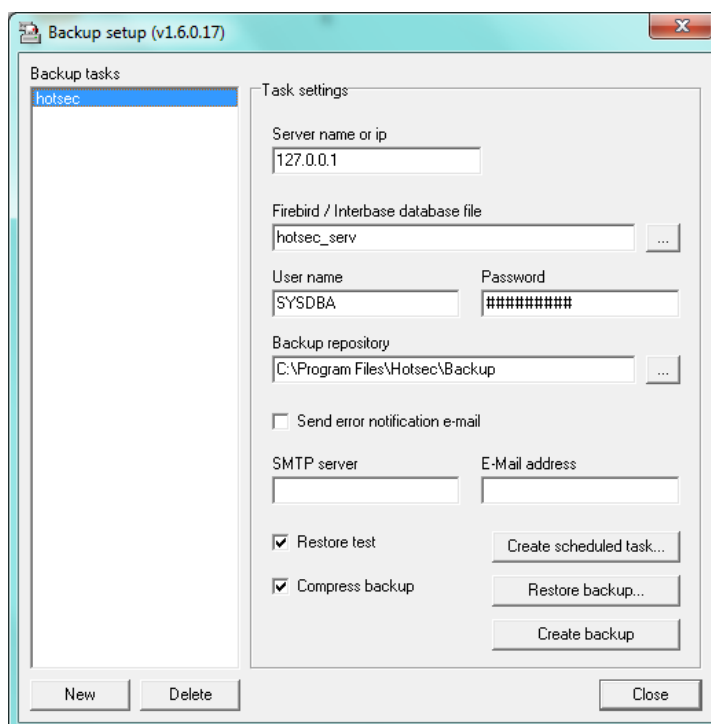 Backup setup (v1.6.0.17)
Backup tasks
hotsec
Task settings
Server name or ip
127.0.0.1
Firebird / Interbase database file
hotsec_serv
...
User name
Password
SYSDBA
#########
Backup repository
C:\Program Files\Hotsec\Backup
...
Send error notification e-mail
SMTP server
E-Mail address
Restore test
Create scheduled task...
Compress backup
Restore backup...
Create backup
New
Delete
Close